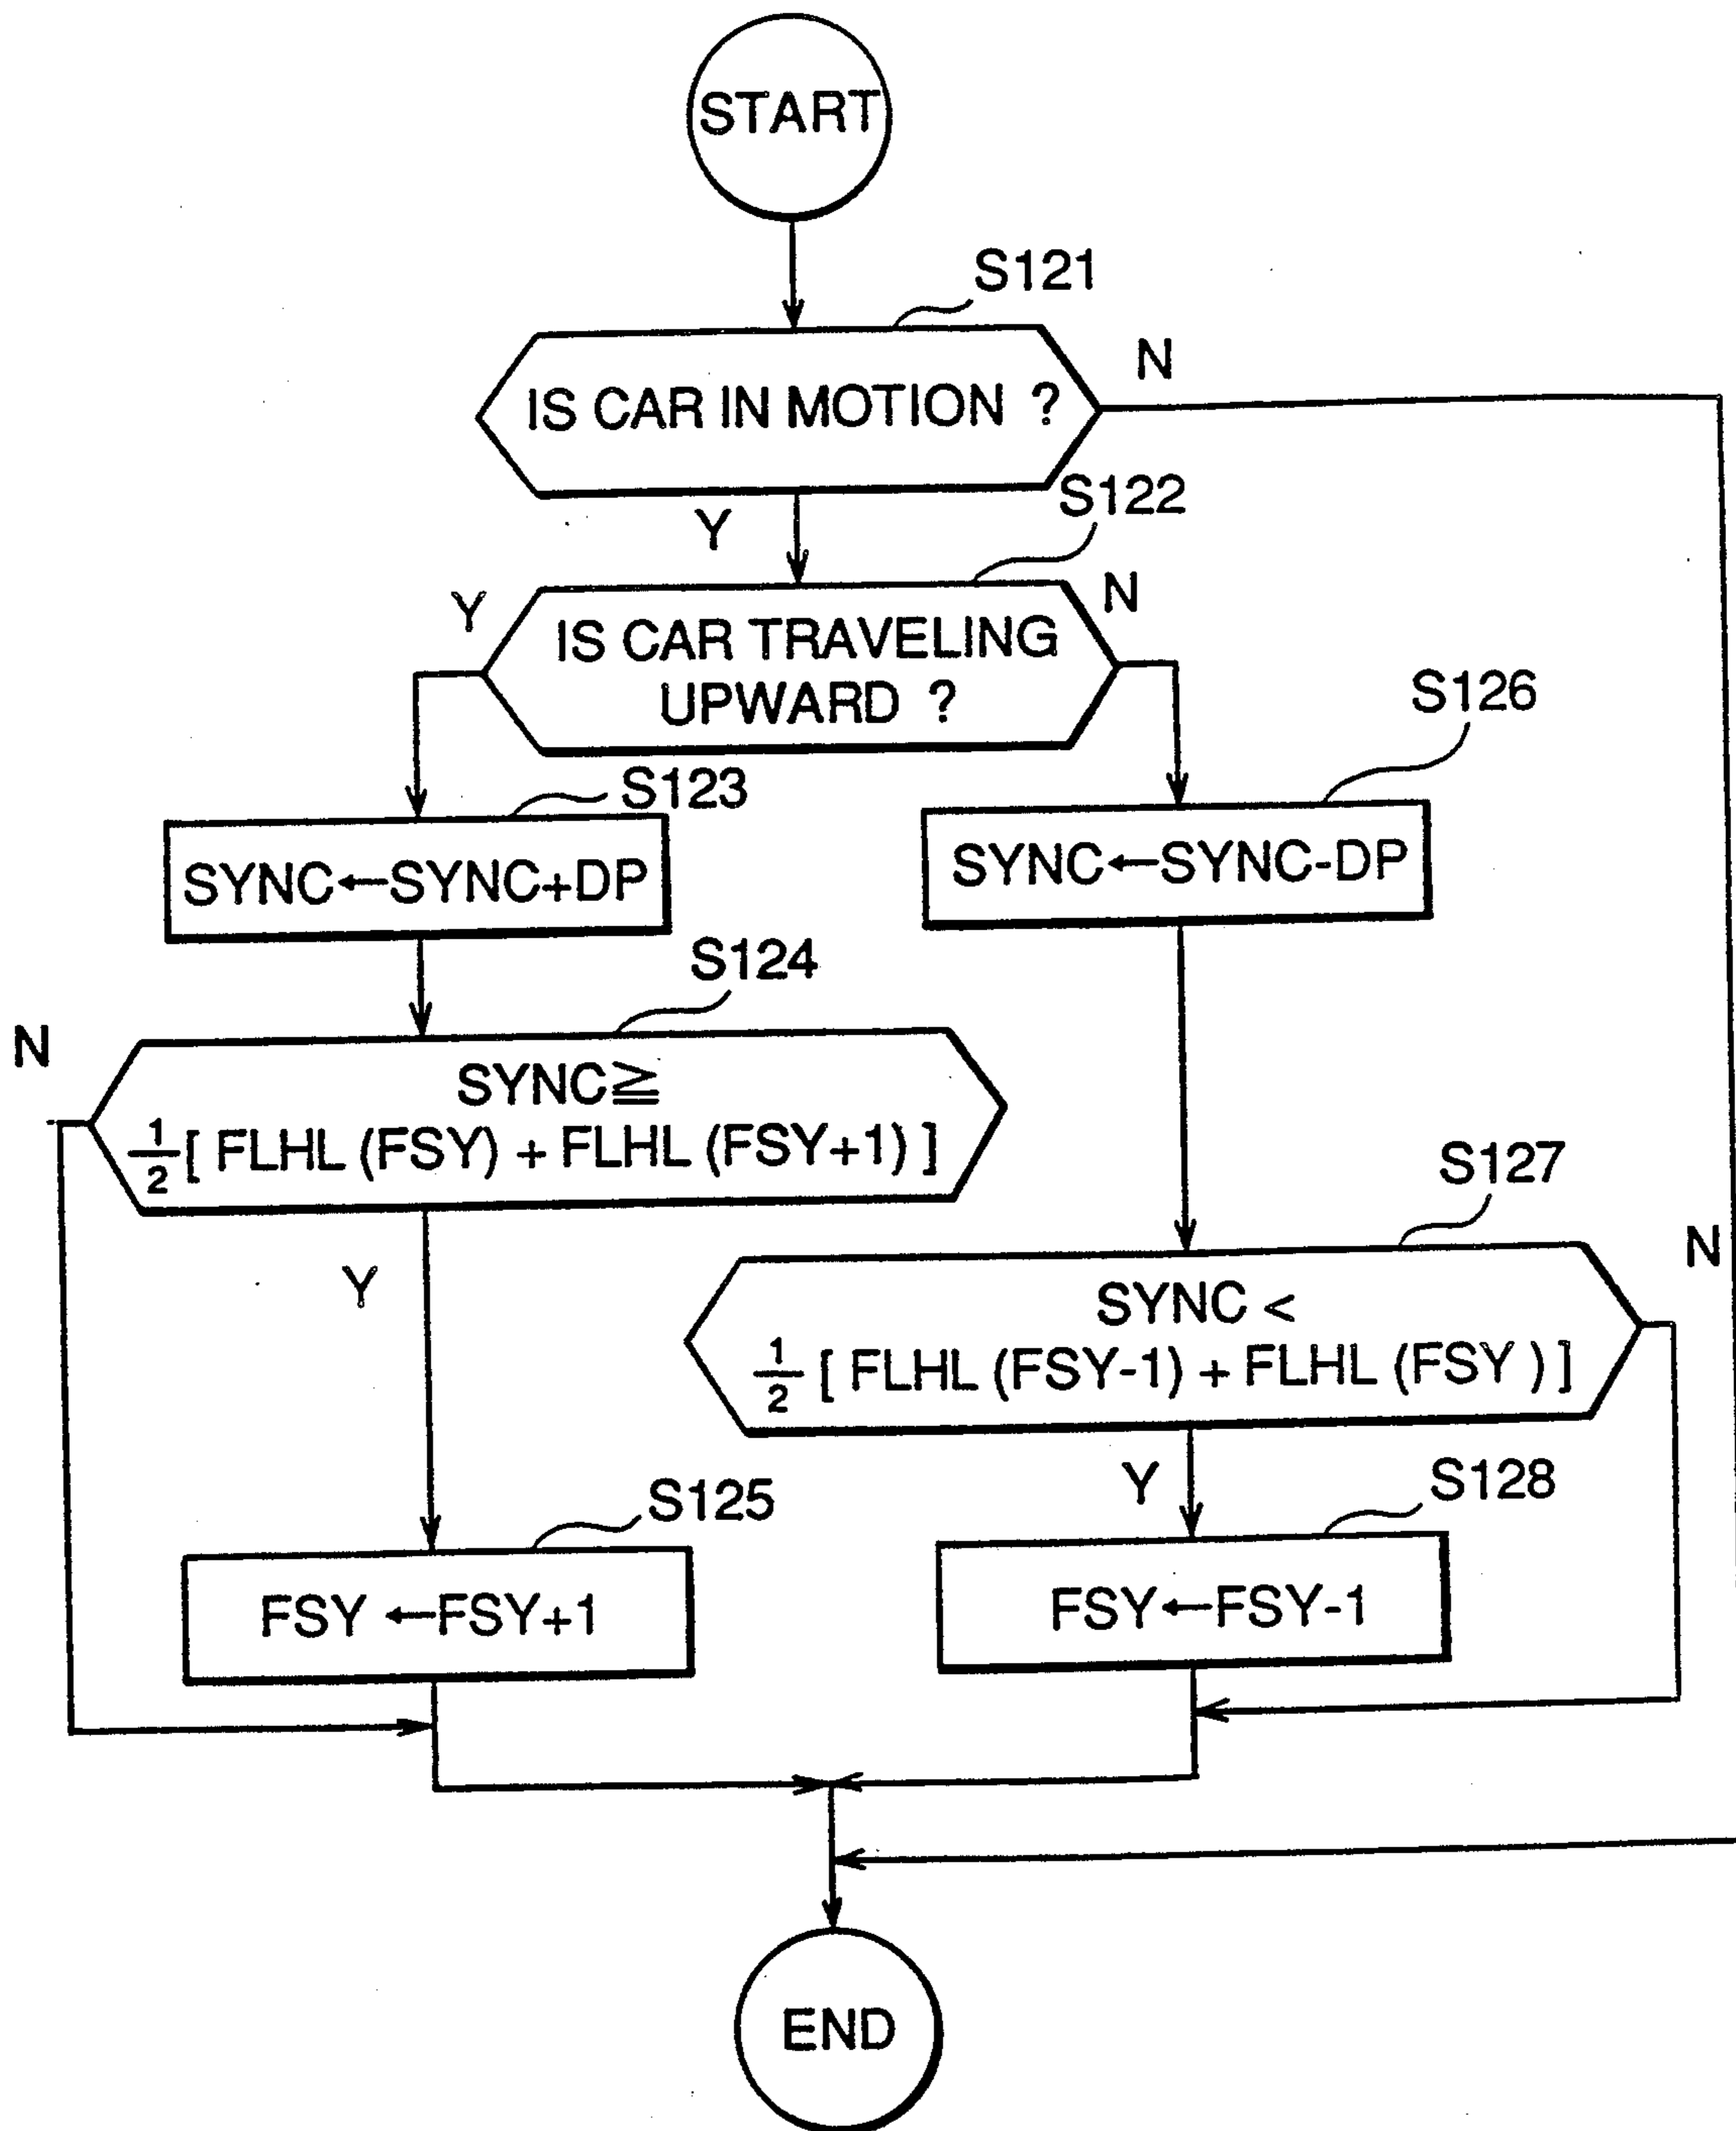 START
S121
IS CAR IN MOTION ?
N
Y
S122
Y
N
IS CAR TRAVELING
UPWARD ?
S123
S126
SYNC←SYNC+DP
SYNC←SYNC-DP
S124
N
SYNC≧
1/2 [ FLHL (FSY) + FLHL (FSY+1) ]
Y
S127
N
SYNC <
1/2 [ FLHL (FSY-1) + FLHL (FSY) ]
Y
S125
S128
FSY ←FSY+1
FSY←FSY-1
END